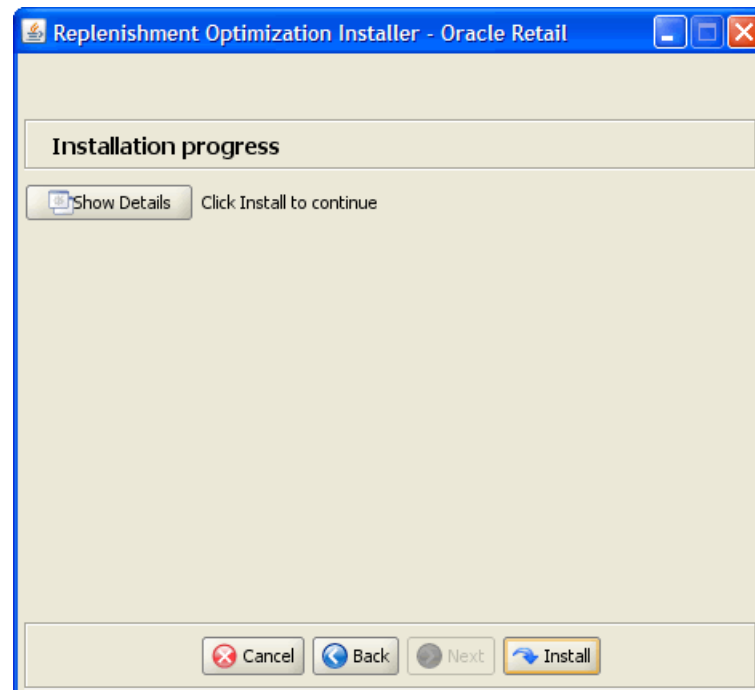 Replenishment Optimization Installer - Oracle Retail
Installation progress
Show Details Click Install to continue
Cancel Back Next Install